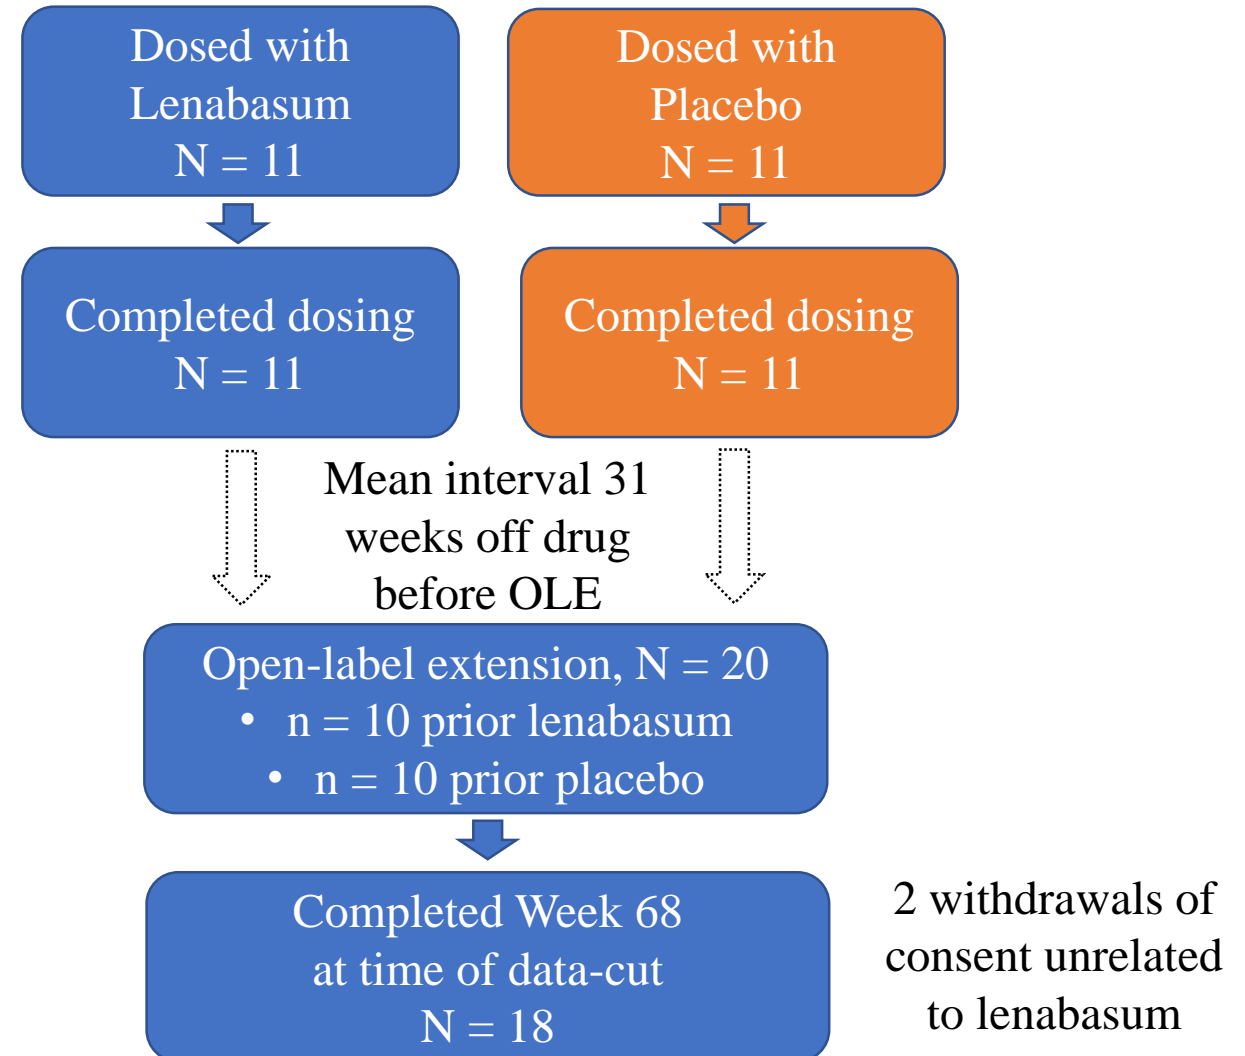 Dosed with
Lenabasum
N = 11
Dosed with
Placebo
N = 11
Completed dosing
N = 11
Completed dosing
N = 11
Mean interval 31
weeks off drug
before OLE
Open-label extension, N = 20
• n = 10 prior lenabasum
• n = 10 prior placebo
Completed Week 68
at time of data-cut
N = 18
2 withdrawals of
consent unrelated
to lenabasum